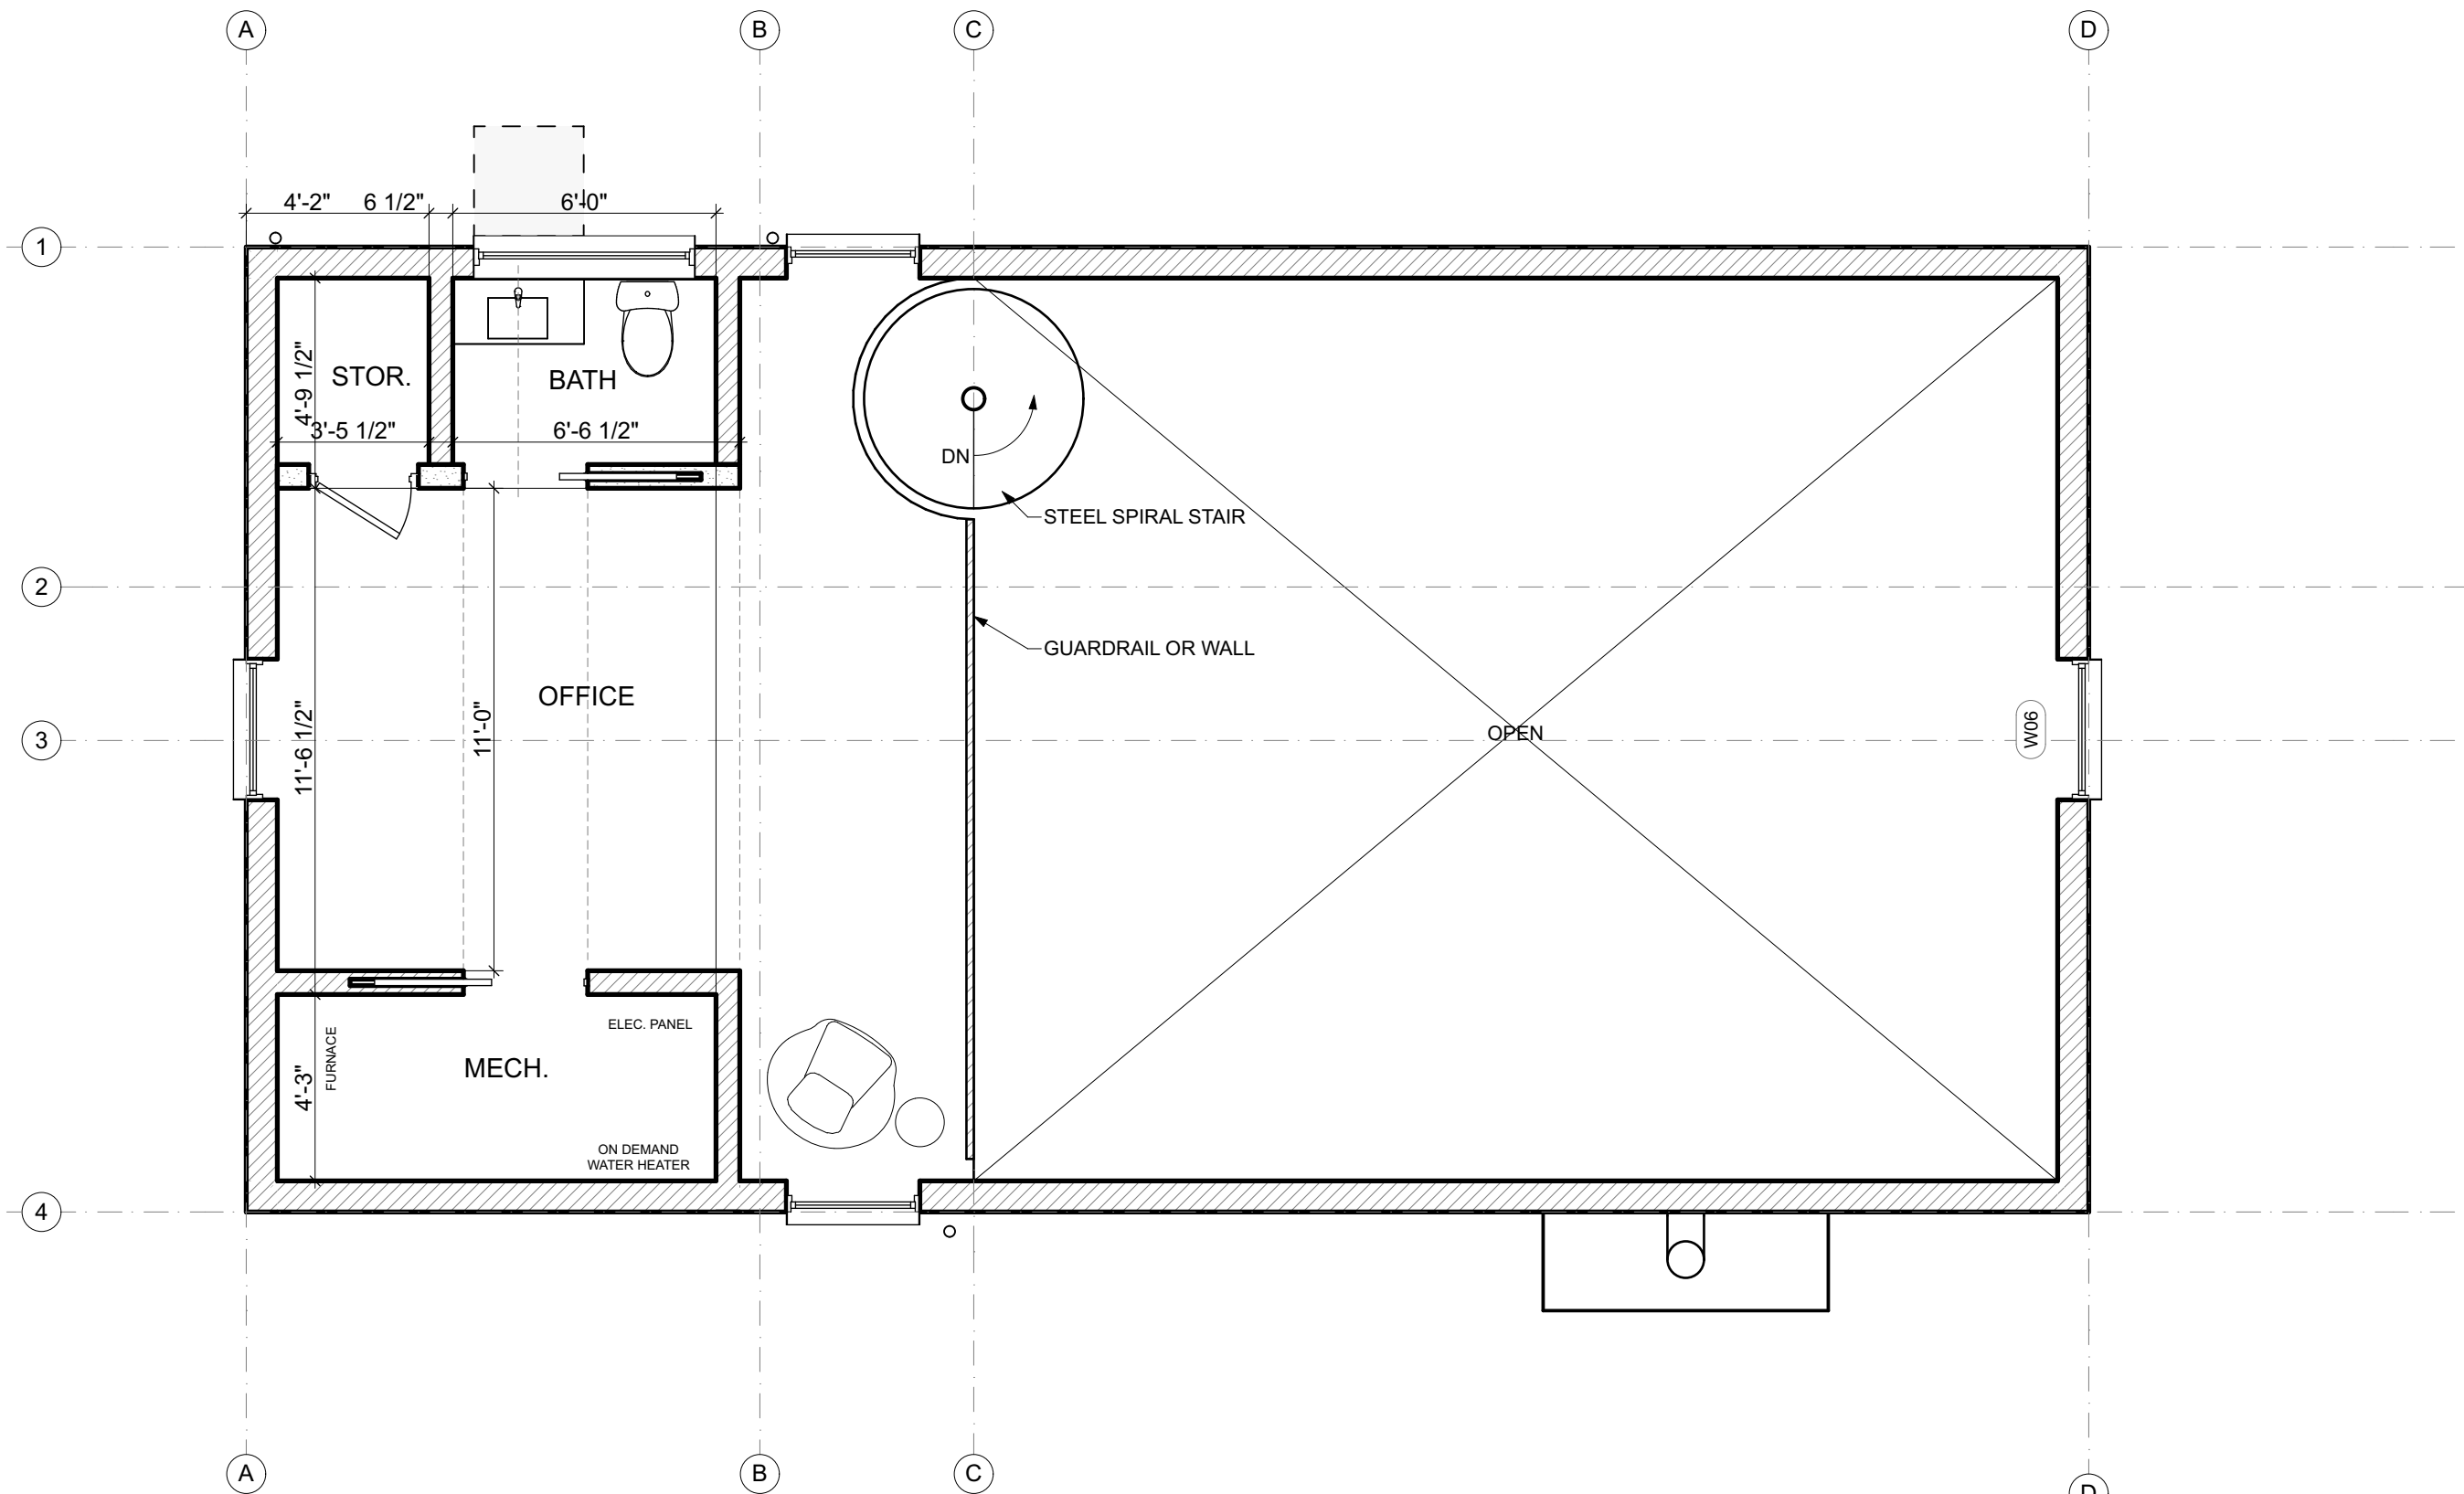 A
B
C
D
4'-2"
6 1/2"
6'-0"
1
STOR.
BATH
4'-9 1/2"
3'-5 1/2"
6'-6 1/2"
DN
STEEL SPIRAL STAIR
2
GUARDRAIL OR WALL
OFFICE
11'-6 1/2"
11'-0"
3
OPEN
W06
ELEC. PANEL
FURNACE
MECH.
4'-3"
ON DEMAND
WATER HEATER
4
A
B
C
D